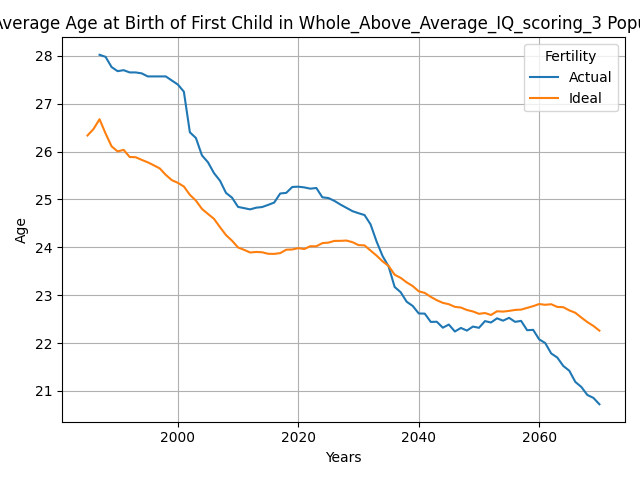 Average Age at Birth of First Child in Whole_Above_Average_IQ_scoring_3
Fertility
Actual
Ideal
28
27
26
25
24
23
22
21
Age
2000 2020 2040 2060
Years